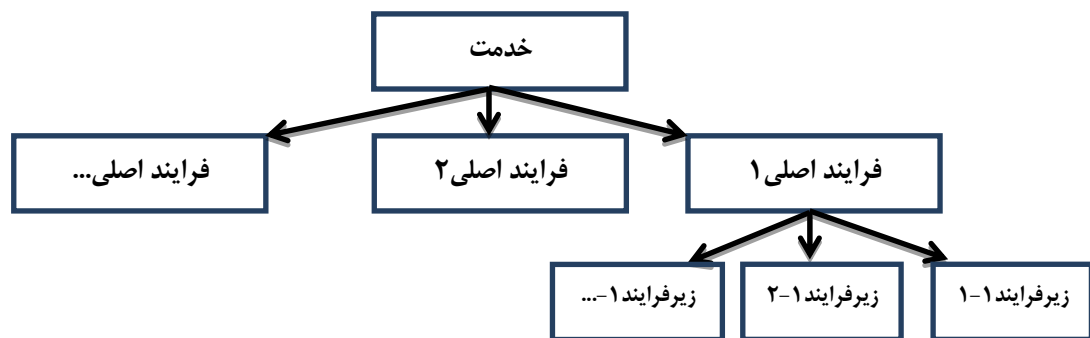 خدمت
فرایند اصلی۱
فرایند اصلی۲
فرایند اصلی...
زیرفرایند۱-۱
زیرفرایند۱-۲
زیرفرایند۱-...